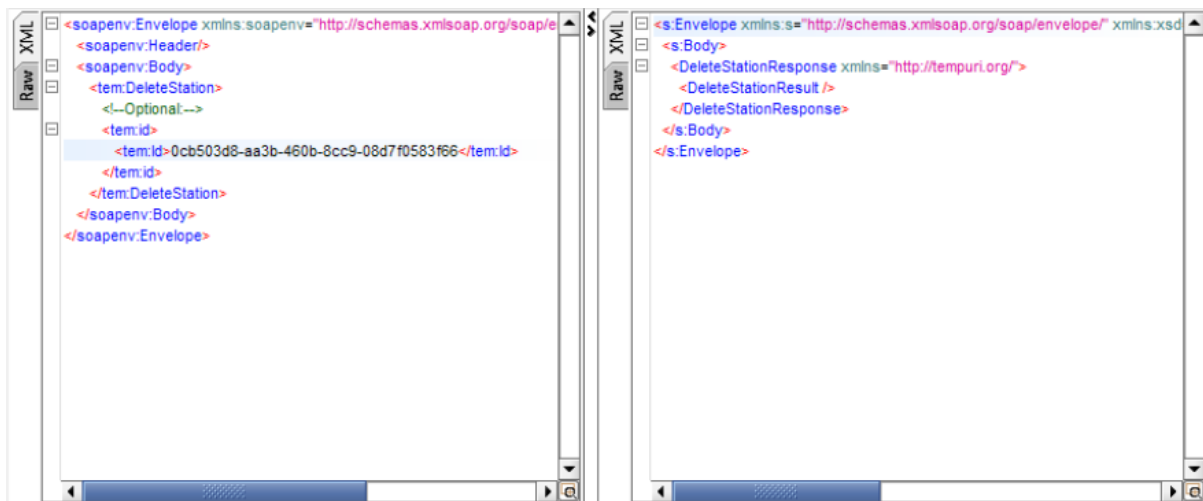 XML
Raw
<soapenv:Envelope xmlns:soapenv="http://schemas.xmlsoap.org/soap/e
<soapenv:Header/>
<soapenv:Body>
<tem:DeleteStation>
<!--Optional:-->
<tem:id>
<tem:Id>0cb503d8-aa3b-460b-8cc9-08d7f0583f66</tem:Id>
</tem:id>
</tem:DeleteStation>
</soapenv:Body>
</soapenv:Envelope>
XML
Raw
<s:Envelope xmlns:s="http://schemas.xmlsoap.org/soap/envelope/" xmlns:xsd
<s:Body>
<DeleteStationResponse xmlns="http://tempuri.org/">
<DeleteStationResult />
</DeleteStationResponse>
</s:Body>
</s:Envelope>